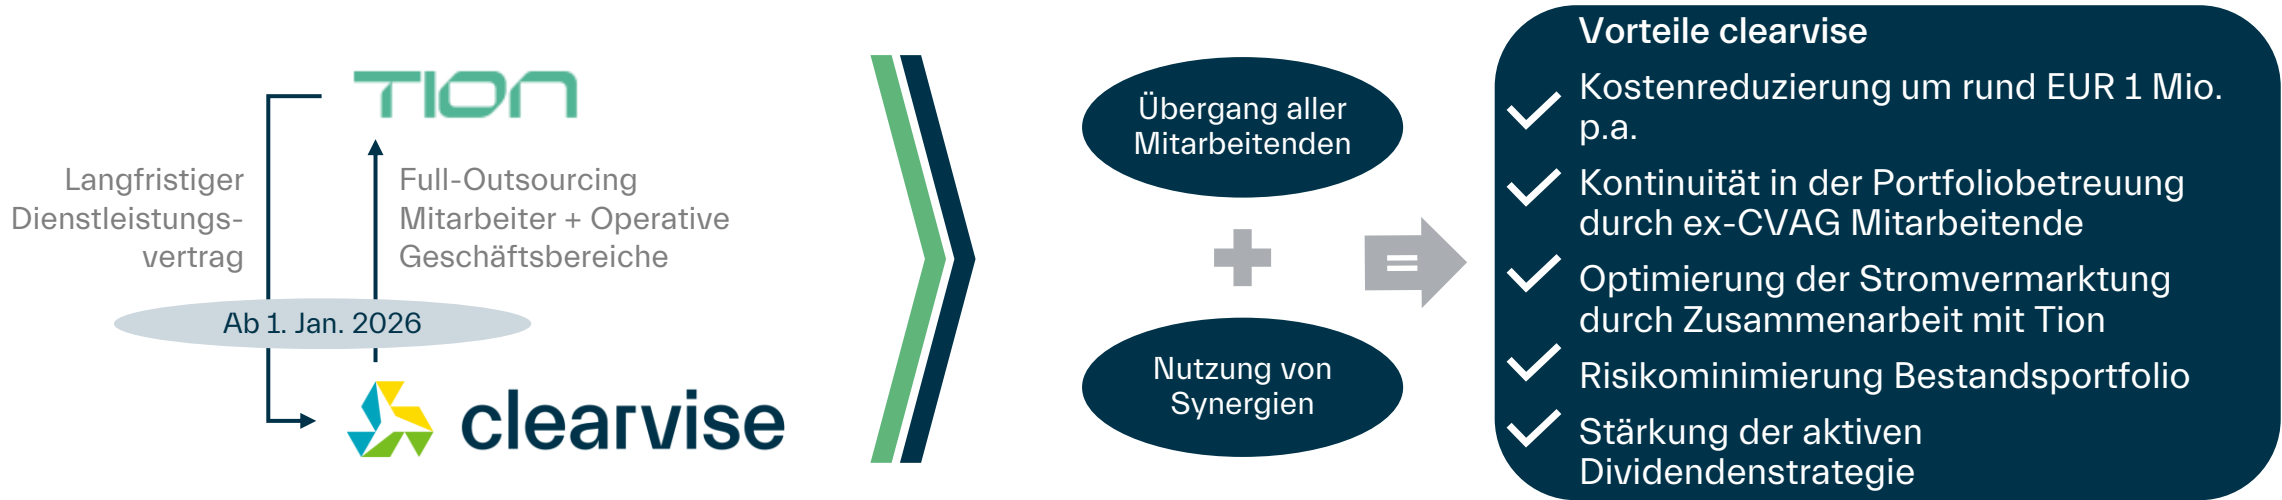 TION
Langfristiger
Dienstleistungs-
vertrag
Full-Outsourcing
Mitarbeiter + Operative
Geschäftsbereiche
Ab 1. Jan. 2026
clearvise
Übergang aller
Mitarbeitenden
+
Nutzung von
Synergien
=
Vorteile clearvise
Kostenreduzierung um rund EUR 1 Mio.
p.a.
Kontinuität in der Portfoliobetreuung
durch ex-CVAG Mitarbeitende
Optimierung der Stromvermarktung
durch Zusammenarbeit mit Tion
Risikominimierung Bestandsportfolio
Stärkung der aktiven
Dividendenstrategie